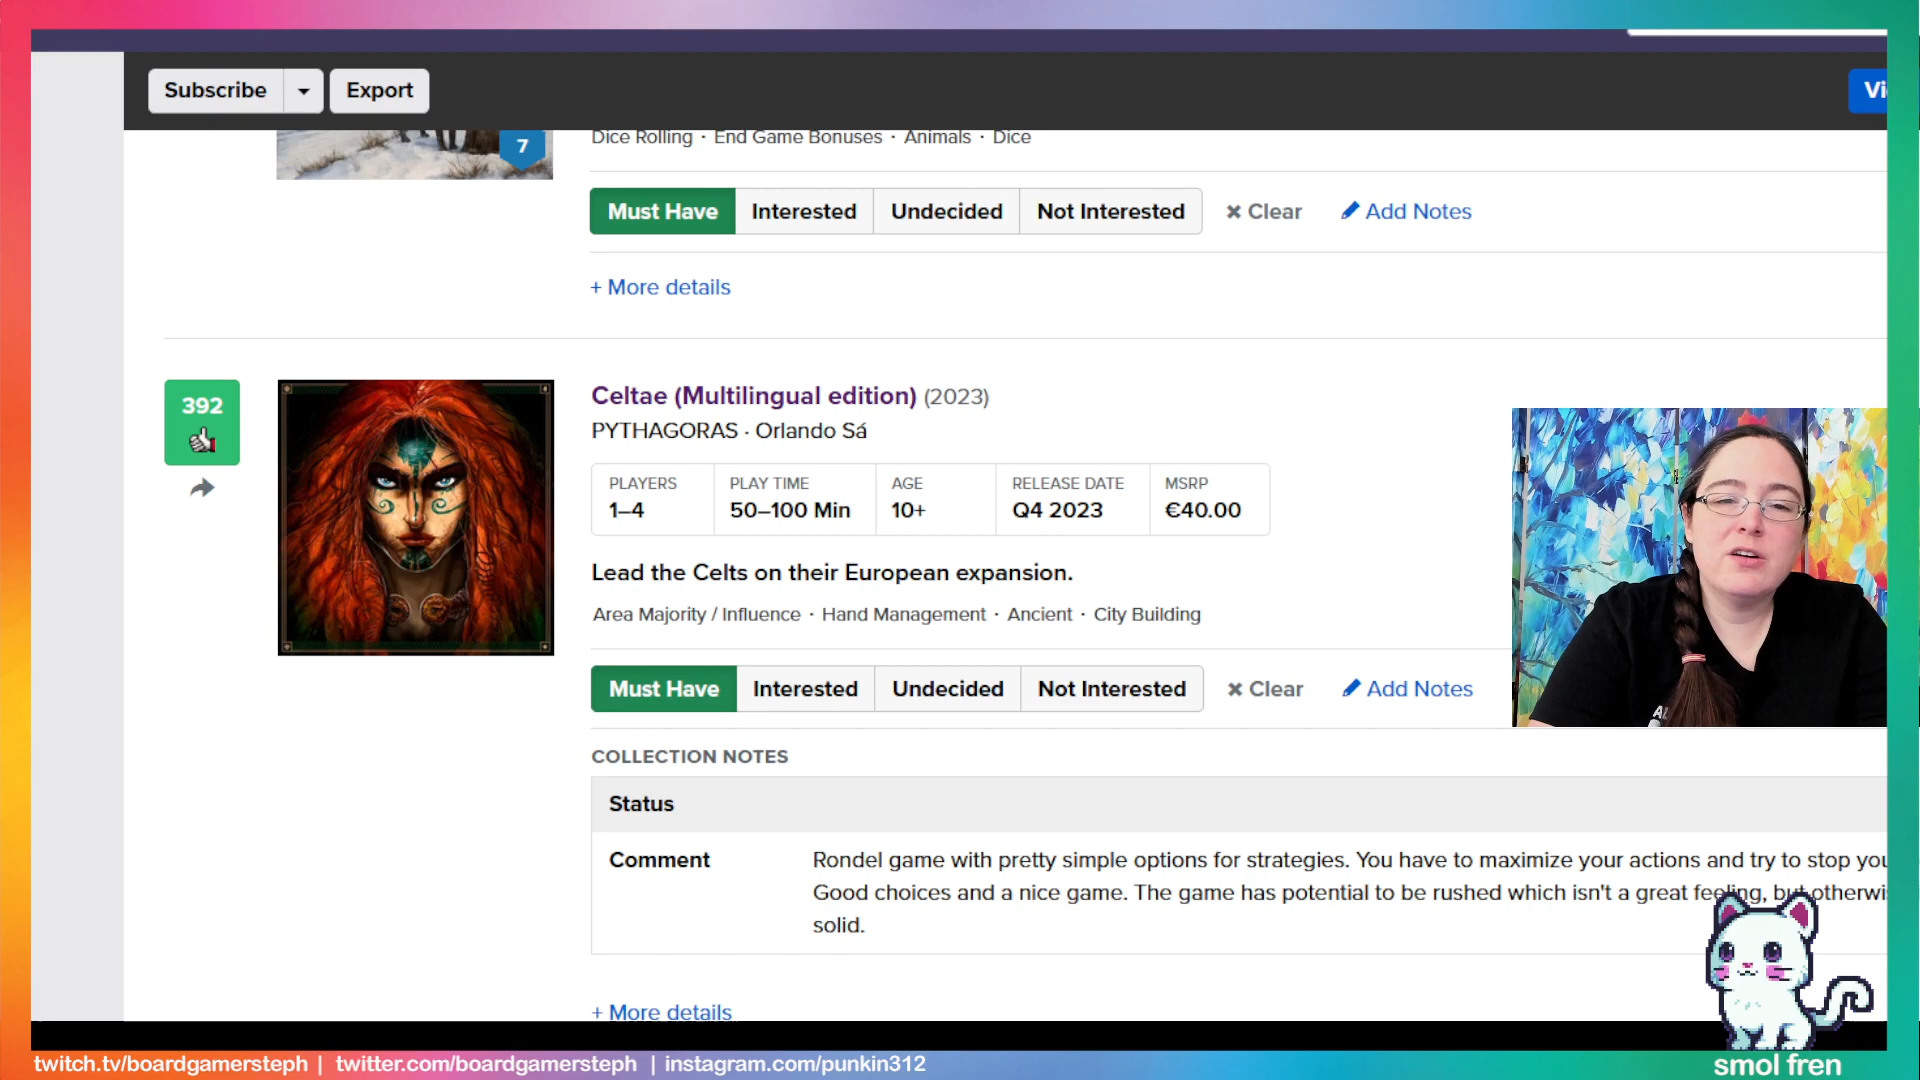 Subscribe
Export
Vi
7
Dice Rolling · End Game Bonuses · Animals · Dice
Must Have
Interested
Undecided
Not Interested
Clear
Add Notes
+ More details
392
Celtae (Multilingual edition) (2023)
PYTHAGORAS · Orlando Sá
PLAYERS
1–4
PLAY TIME
50–100 Min
AGE
10+
RELEASE DATE
Q4 2023
MSRP
€40.00
Lead the Celts on their European expansion.
Area Majority / Influence · Hand Management · Ancient · City Building
Must Have
Interested
Undecided
Not Interested
Clear
Add Notes
COLLECTION NOTES
Status
Comment
Rondel game with pretty simple options for strategies. You have to maximize your actions and try to stop you
Good choices and a nice game. The game has potential to be rushed which isn't a great feeling, but otherwi
solid.
+ More details
twitch.tv/boardgamersteph | twitter.com/boardgamersteph | instagram.com/punkin312
smol fren